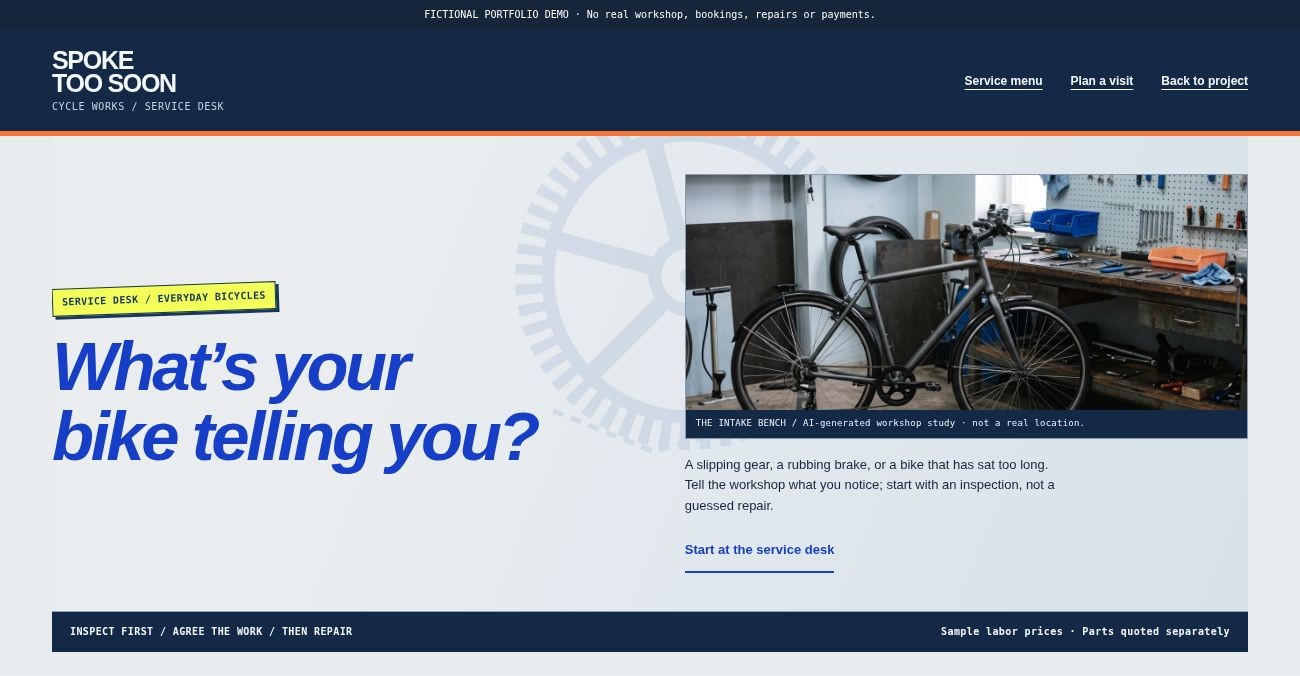 FICTIONAL PORTFOLIO DEMO · No real workshop, bookings, repairs or payments.
SPOKE
TOO SOON
CYCLE WORKS / SERVICE DESK
Service menu
Plan a visit
Back to project
SERVICE DESK / EVERYDAY BICYCLES
What’s your
bike telling you?
THE INTAKE BENCH / AI-generated workshop study · not a real location.
A slipping gear, a rubbing brake, or a bike that has sat too long.
Tell the workshop what you notice; start with an inspection, not a
guessed repair.
Start at the service desk
INSPECT FIRST / AGREE THE WORK / THEN REPAIR
Sample labor prices · Parts quoted separately